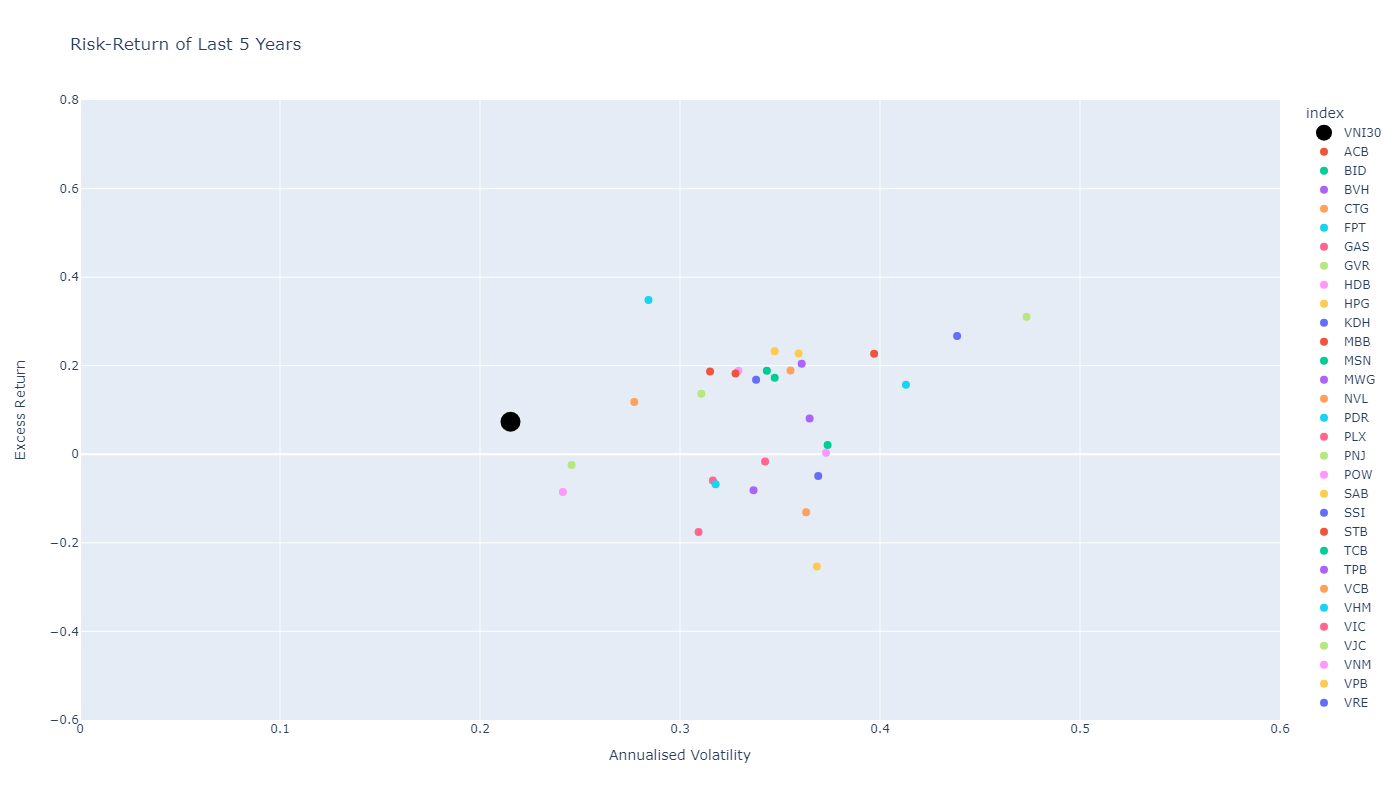 Risk-Return of Last 5 Years
0.8
0.6
0.4
0.2
0
−0.2
−0.4
−0.6
Excess Return
0 0.1 0.2 0.3 0.4 0.5 0.6
Annualised Volatility
index
VNI30
ACB
BID
BVH
CTG
FPT
GAS
GVR
HDB
HPG
KDH
MBB
MSN
MWG
NVL
PDR
PLX
PNJ
POW
SAB
SSI
STB
TCB
TPB
VCB
VHM
VIC
VJC
VNM
VPB
VRE